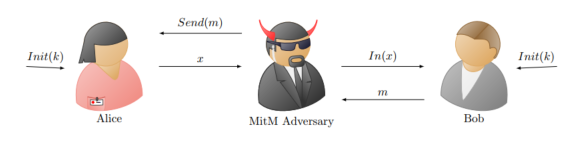 Send(m)
Init(k)
x
In(x)
Init(k)
m
Alice
MitM Adversary
Bob